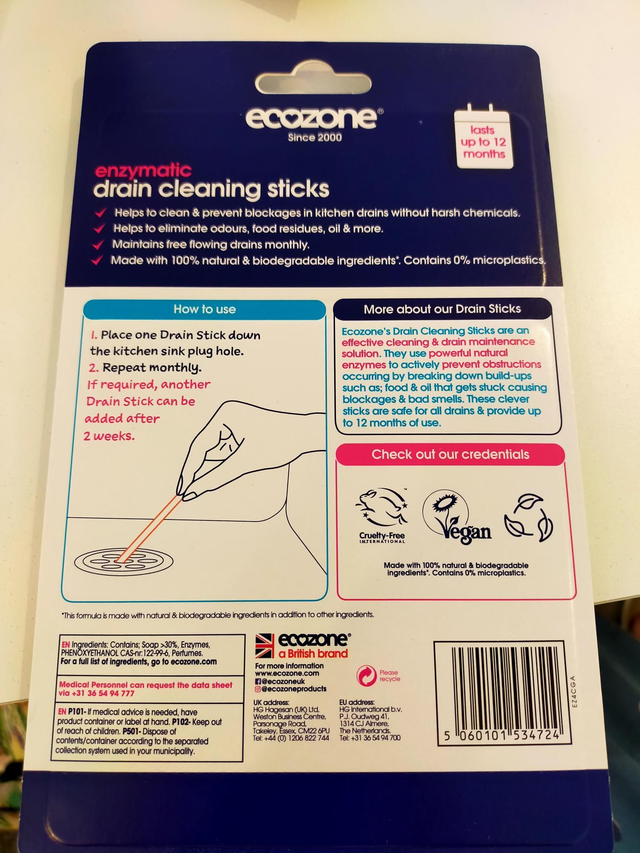 ecozone®
Since 2000
lasts
up to 12
months
enzymatic
drain cleaning sticks
Helps to clean & prevent blockages in kitchen drains without harsh chemicals.
Helps to eliminate odours, food residues, oil & more.
Maintains free flowing drains monthly.
Made with 100% natural & biodegradable ingredients*. Contains 0% microplastics.
How to use
1. Place one Drain Stick down
the kitchen sink plug hole.
2. Repeat monthly.
If required, another
Drain Stick can be
added after
2 weeks.
More about our Drain Sticks
Ecozone's Drain Cleaning Sticks are an
effective cleaning & drain maintenance
solution. They use powerful natural
enzymes to actively prevent obstructions
occurring by breaking down build-ups
such as; food & oil that gets stuck causing
blockages & bad smells. These clever
sticks are safe for all drains & provide up
to 12 months of use.
Check out our credentials
Cruelty-Free
INTERNATIONAL
Vegan
Made with 100% natural & biodegradable
ingredients*. Contains 0% microplastics.
*This formula is made with natural & biodegradable ingredients in addition to other ingredients.
EN Ingredients: Contains; Soap >30%, Enzymes,
PHENOXYETHANOL CAS-nr: 122-99-6, Perfumes.
For a full list of ingredients, go to ecozone.com
Medical Personnel can request the data sheet
via +31 36 54 94 777
EN P101- If medical advice is needed, have
product container or label at hand. P102- Keep out
of reach of children. P501- Dispose of
contents/container according to the separated
collection system used in your municipality.
ecozone®
a British brand
For more information
www.ecozone.com
@ecozoneuk
@ecozoneproducts
Please
recycle
UK address:
HG Hagesan (UK) Ltd,
Weston Business Centre,
Parsonage Road,
Takeley, Essex, CM22 6PU
Tel: +44 (0) 1206 822 744
EU address:
HG International b.v.
P.J. Oudweg 41,
1314 CJ Almere,
The Netherlands.
Tel: +31 36 54 94 700
5 060101 534724
EZ4CGA